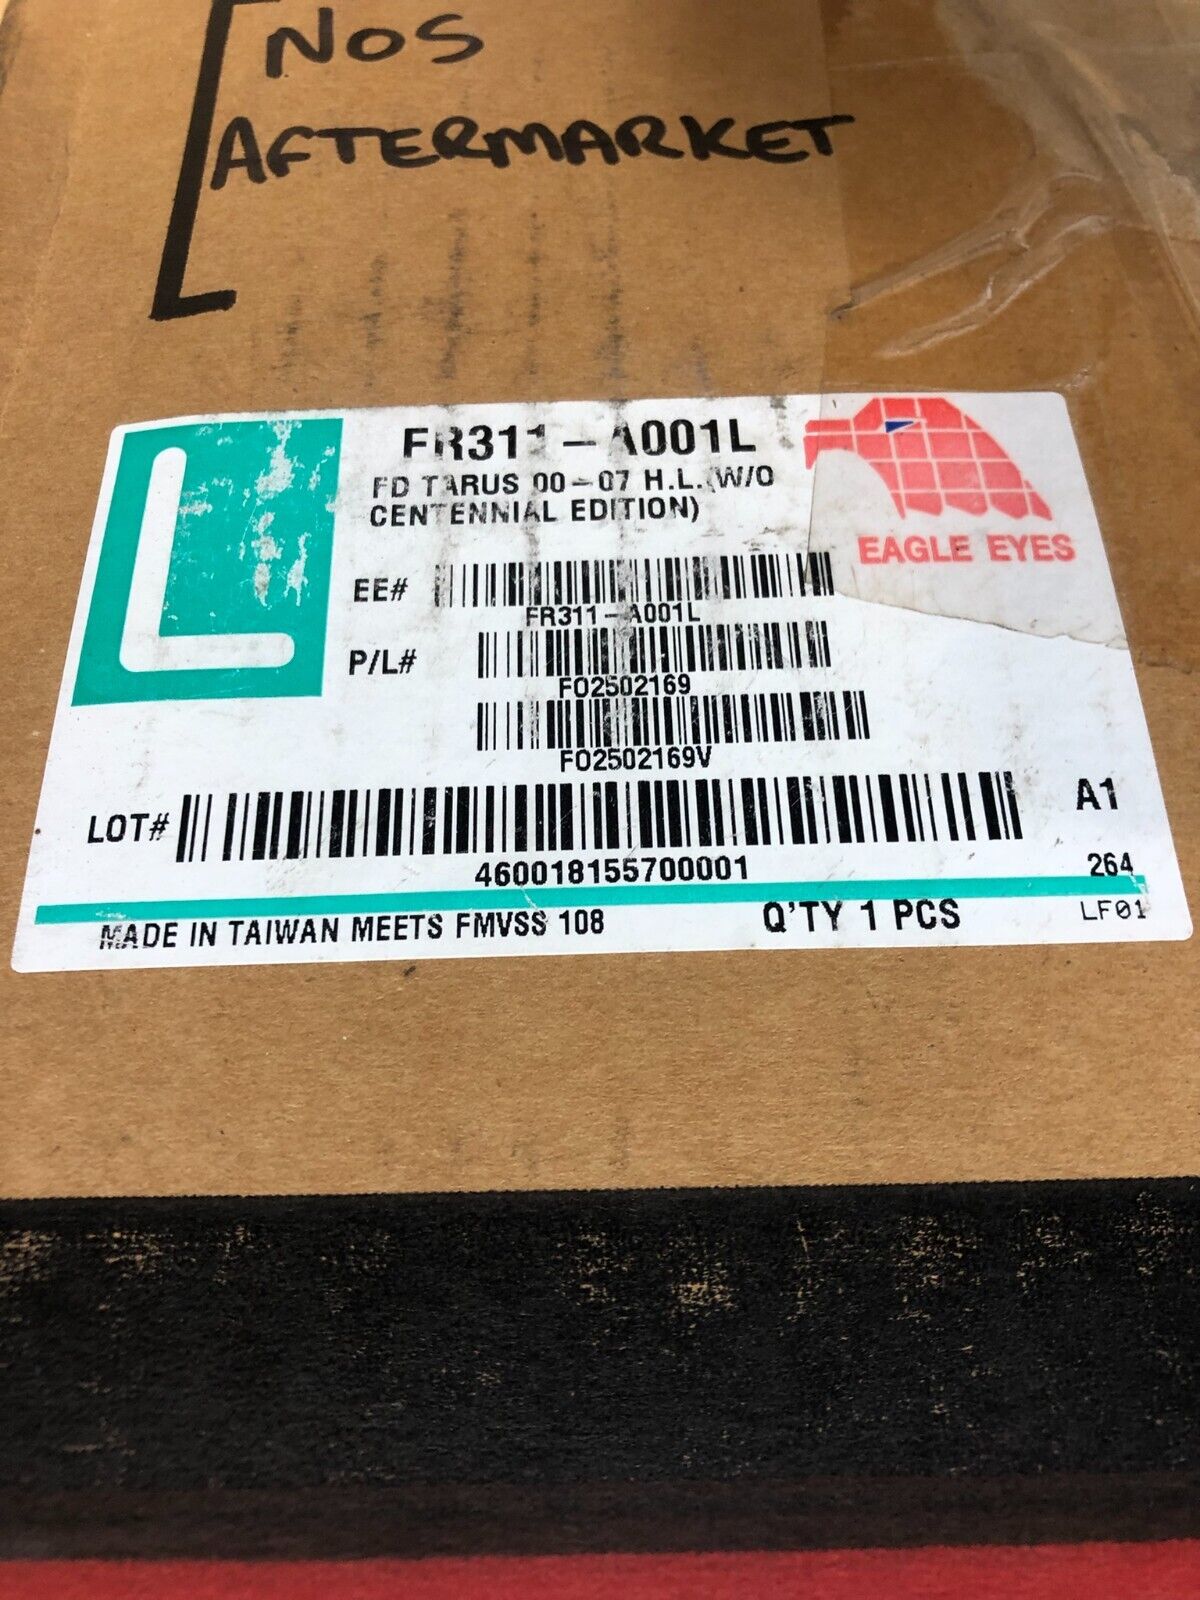 NOS
AFTERMARKET
L
FR311-A001L
FD TARUS 00-07 H.L.(W/O
CENTENNIAL EDITION)
EAGLE EYES
EE#
FR311-A001L
P/L#
FO2502169
FO2502169V
LOT#
A1
460018155700001
264
MADE IN TAIWAN MEETS FMVSS 108
Q'TY 1 PCS
LF01